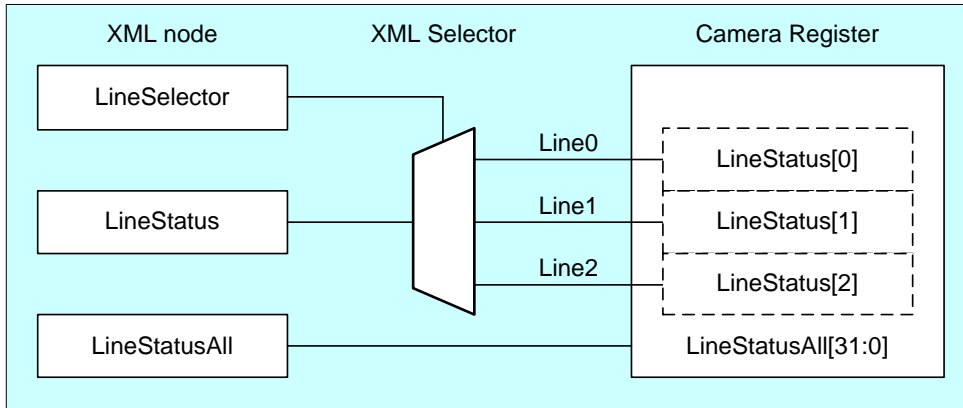 XML node XML Selector Camera Register
LineSelector
Line0 LineStatus[0]
LineStatus Line1 LineStatus[1]
Line2 LineStatus[2]
LineStatusAll LineStatusAll[31:0]